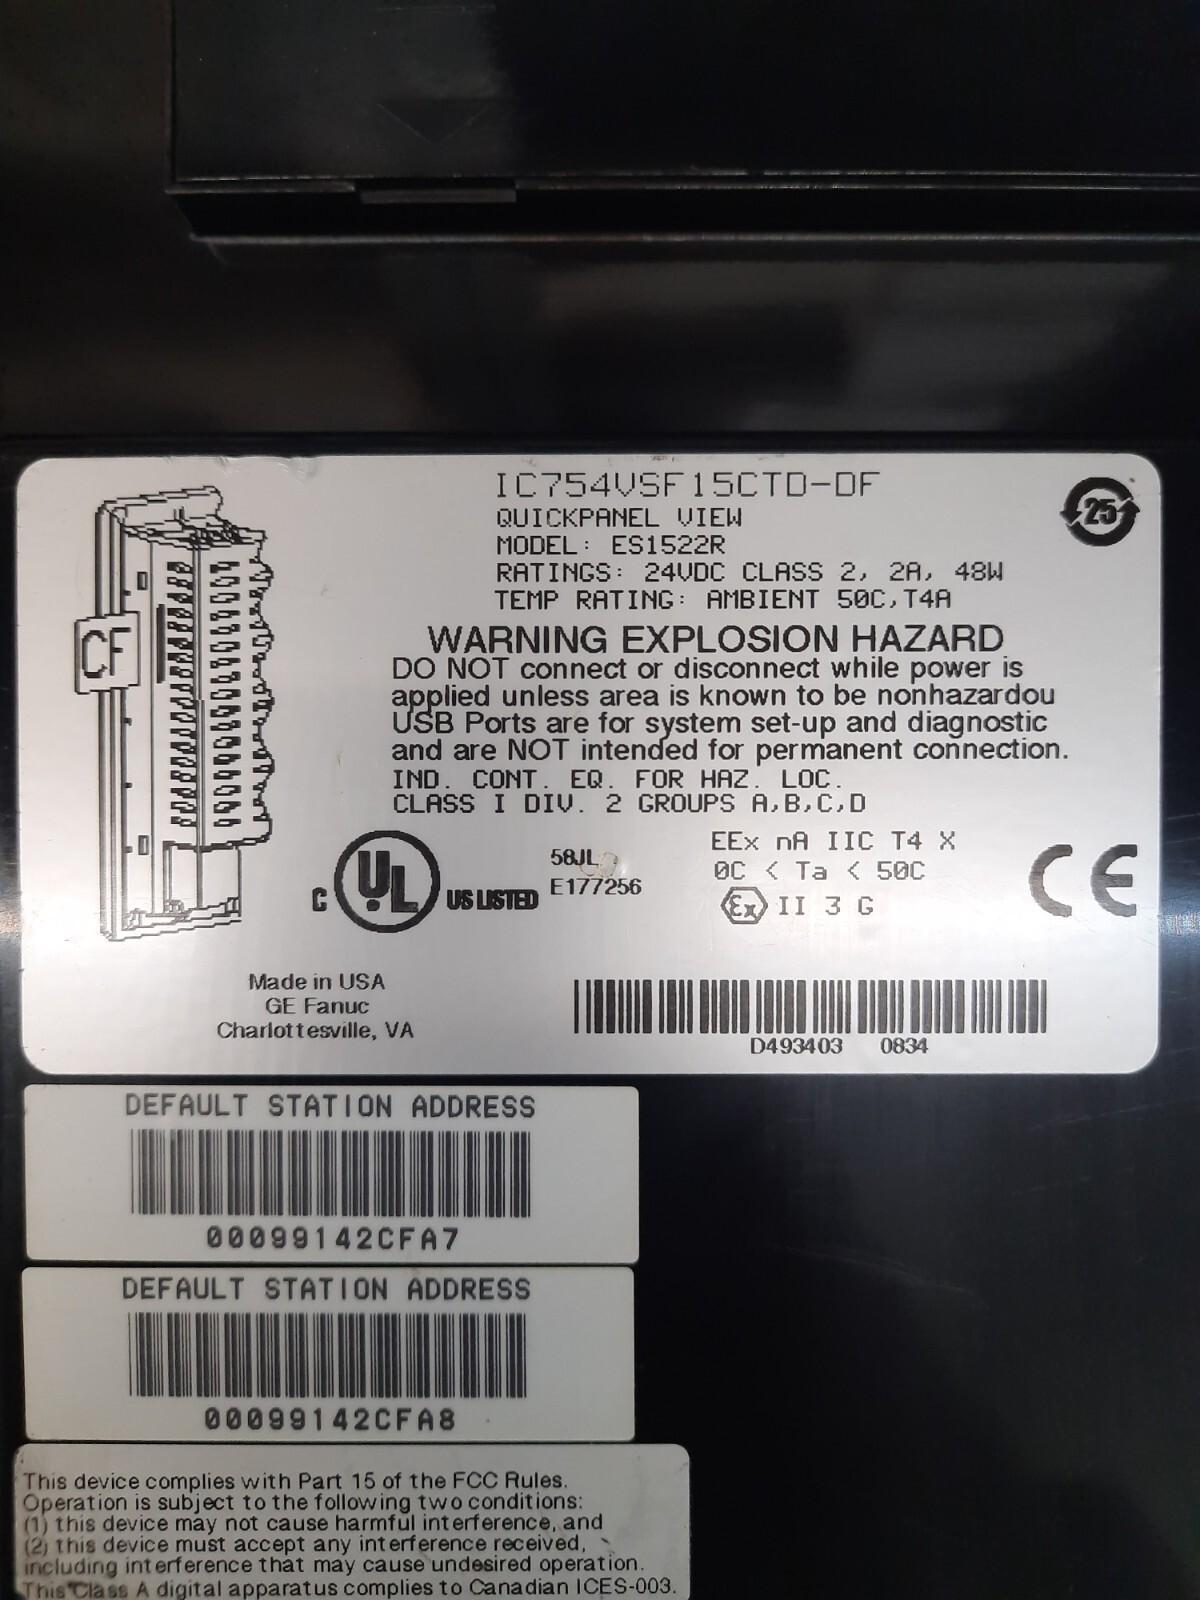 IC754VSF15CTD-DF
QUICKPANEL VIEW
MODEL: ES1522R
RATINGS: 24VDC CLASS 2, 2A, 48W
TEMP RATING: AMBIENT 50C,T4A
25
CF
WARNING EXPLOSION HAZARD
DO NOT connect or disconnect while power is
applied unless area is known to be nonhazardou
USB Ports are for system set-up and diagnostic
and are NOT intended for permanent connection.
IND. CONT. EQ. FOR HAZ. LOC.
CLASS I DIV. 2 GROUPS A,B,C,D
C UL US LISTED
58JL
E177256
EEx nA IIC T4 X
0C < Ta < 50C
Ex II 3 G
CE
Made in USA
GE Fanuc
Charlottesville, VA
D493403 0834
DEFAULT STATION ADDRESS
00099142CFA7
DEFAULT STATION ADDRESS
00099142CFA8
This device complies with Part 15 of the FCC Rules.
Operation is subject to the following two conditions:
(1) this device may not cause harmful interference, and
(2) this device must accept any interference received,
including interference that may cause undesired operation.
This Class A digital apparatus complies to Canadian ICES-003.